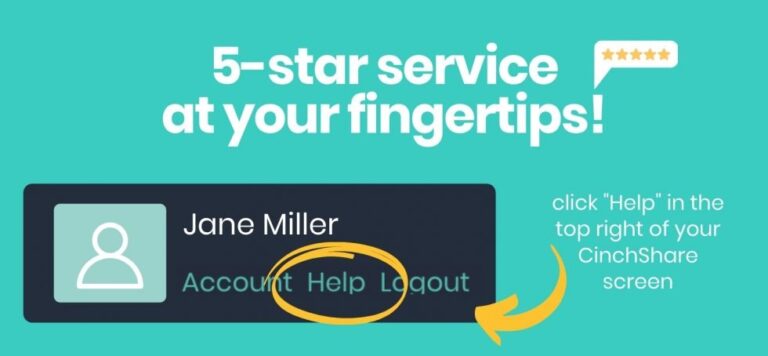 5-star service
at your fingertips!
Jane Miller
Account Help Logout
click "Help" in the
top right of your
CinchShare
screen